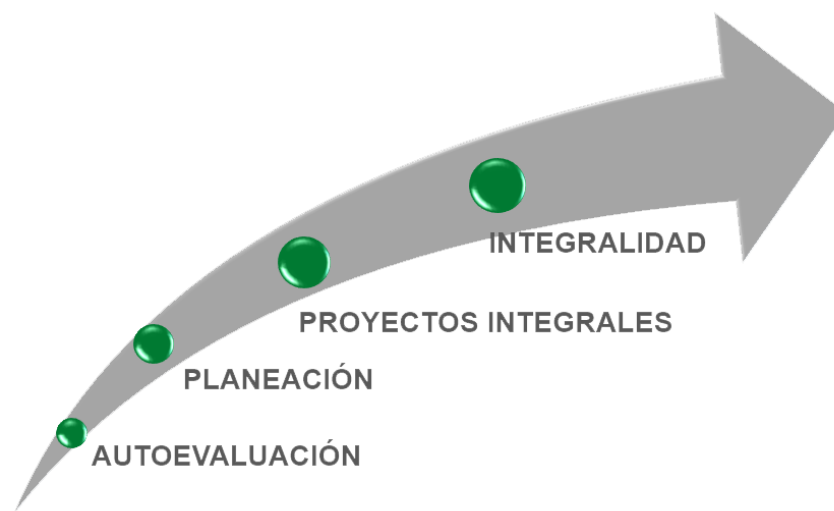 INTEGRALIDAD
PROYECTOS INTEGRALES
PLANEACIÓN
AUTOEVALUACIÓN